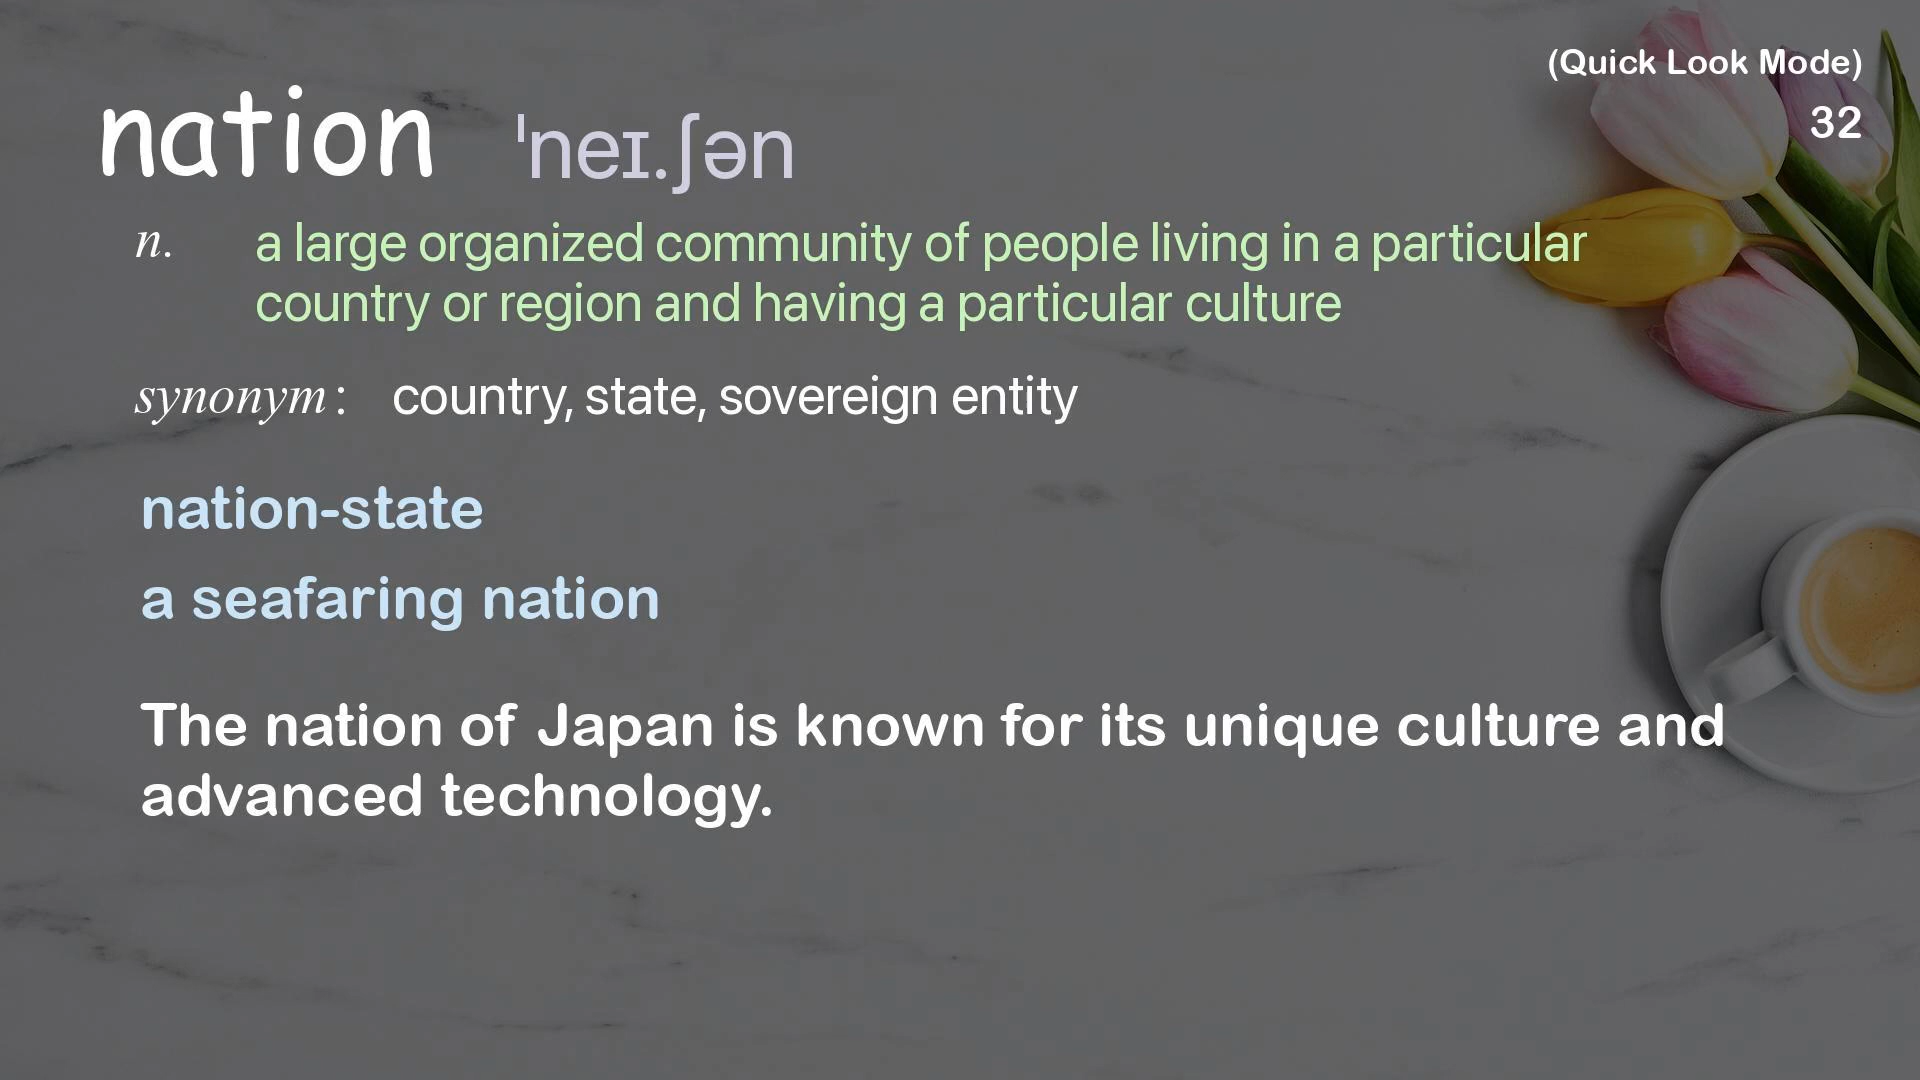 (Quick Look Mode)
32
nation ˈneɪ.ʃən
n. a large organized community of people living in a particular
country or region and having a particular culture
synonym: country, state, sovereign entity
nation-state
a seafaring nation
The nation of Japan is known for its unique culture and
advanced technology.